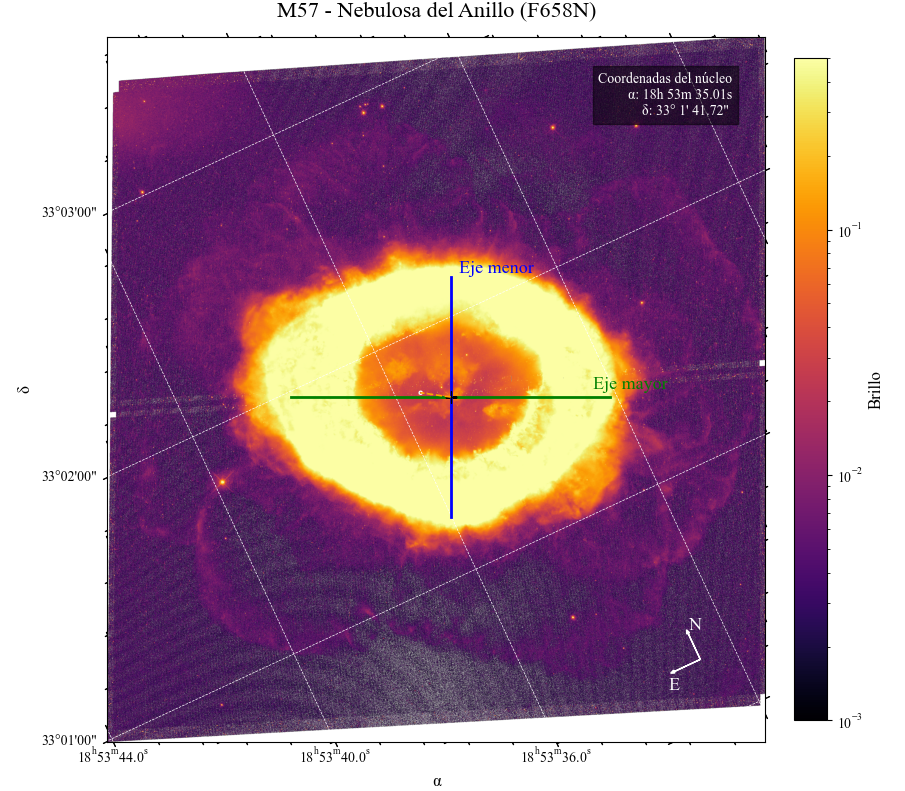 M57 - Nebulosa del Anillo (F658N)
Coordenadas del núcleo
α: 18h 53m 35.01s
δ: 33° 1' 41.72"
33°03'00"
Eje menor
10⁻¹
Eje mayor
δ
Brillo
33°02'00"
10⁻²
N
E
33°01'00"
10⁻³
18ʰ53ᵐ44.0ˢ 18ʰ53ᵐ40.0ˢ 18ʰ53ᵐ36.0ˢ
α